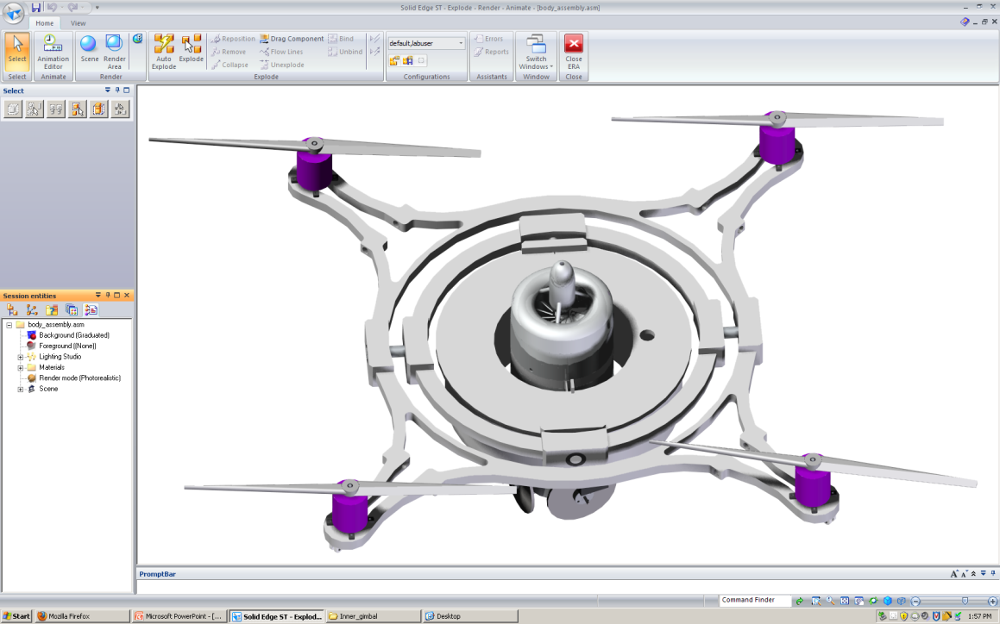 Solid Edge ST - Explode - Render - Animate - [body_assembly.asm]
Home View
Select
Animation Editor
Scene
Render Area
Auto Explode
Explode
Reposition
Remove
Collapse
Drag Component
Flow Lines
Unexplode
Bind
Unbind
default,labuser
Errors
Reports
Switch Windows
Close ERA
Select Animate Render Explode Configurations Assistants Window Close
Select
Session entities
body_assembly.asm
Background (Graduated)
Foreground ((None))
Lighting Studio
Materials
Render mode (Photorealistic)
Scene
PromptBar
Command Finder
Start Mozilla Firefox Microsoft PowerPoint - [... Solid Edge ST - Explod... Inner_gimbal Desktop 1:57 PM